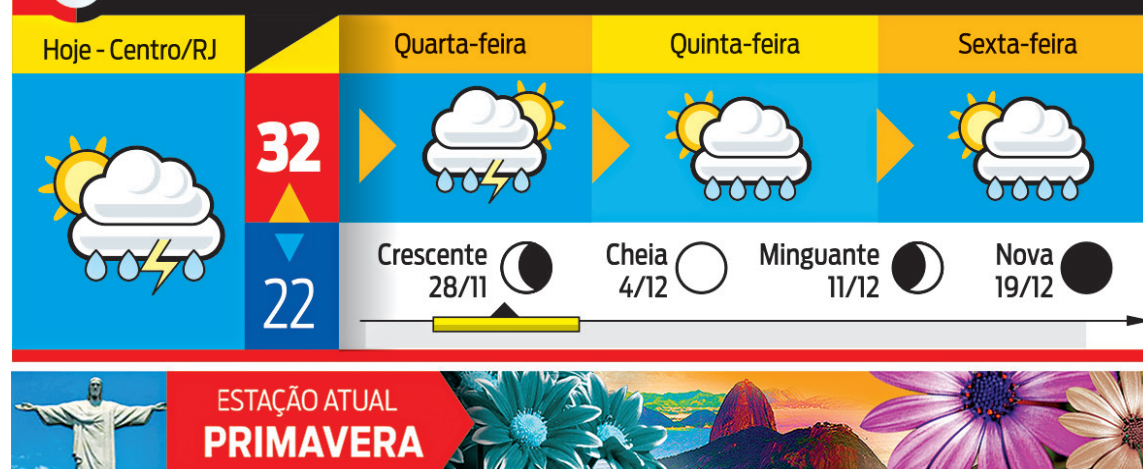 Hoje - Centro/RJ
Quarta-feira
Quinta-feira
Sexta-feira
32
22
Crescente
28/11
Cheia
4/12
Minguante
11/12
Nova
19/12
ESTAÇÃO ATUAL
PRIMAVERA